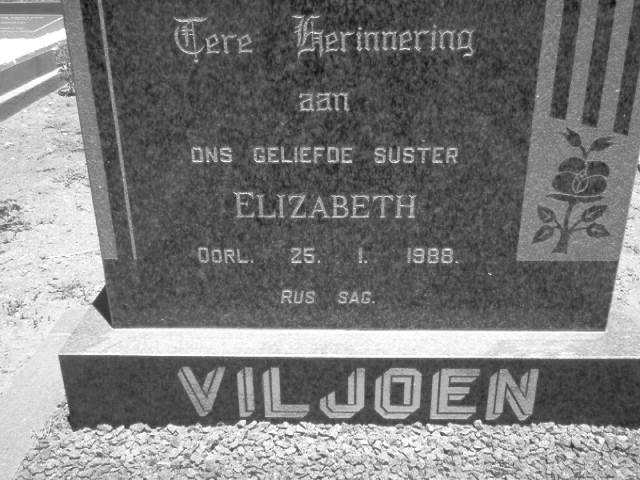 Tere Herinnering
aan
ONS GELIEFDE SUSTER
ELIZABETH
OORL. 25. 1. 1988.
RUS SAG.
VILJOEN